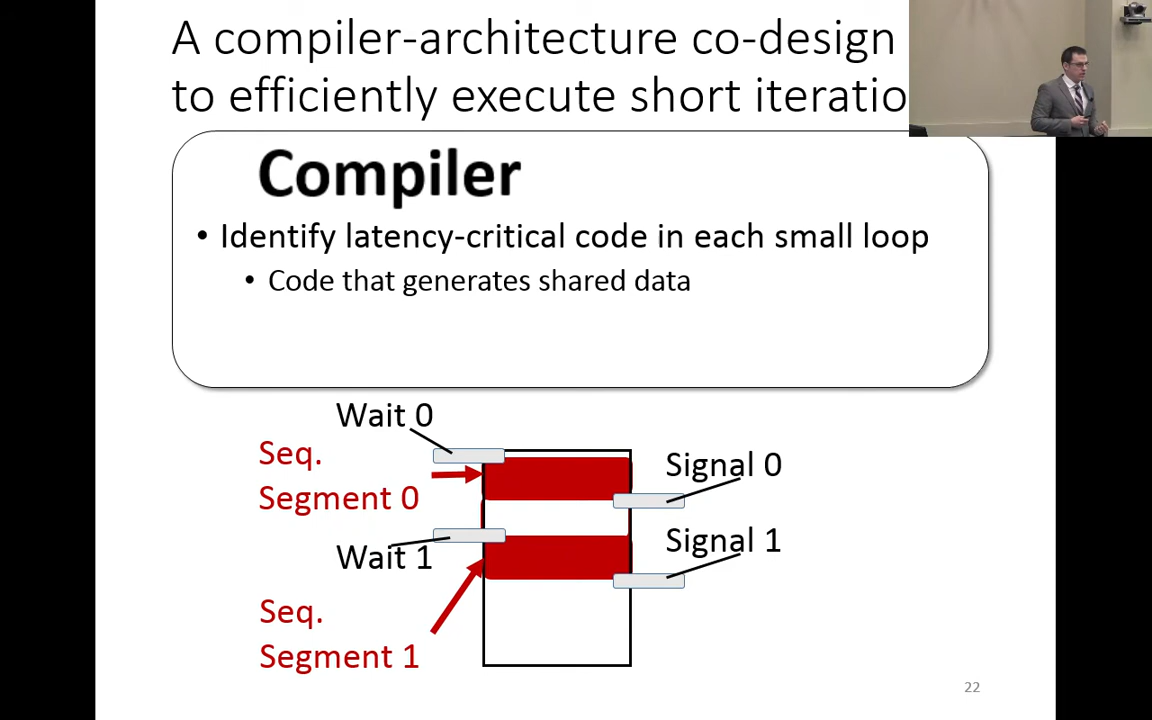 A compiler-architecture co-design
to efficiently execute short iteratio
Compiler
• Identify latency-critical code in each small loop
• Code that generates shared data
Wait 0
Seq.
Segment 0
Signal 0
Wait 1
Signal 1
Seq.
Segment 1
22